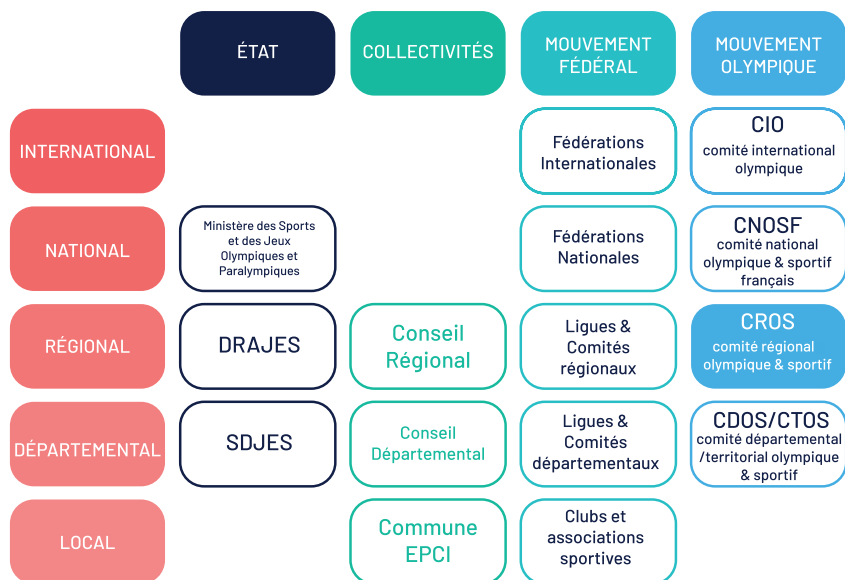 ÉTAT
COLLECTIVITÉS
MOUVEMENT
FÉDÉRAL
MOUVEMENT
OLYMPIQUE
INTERNATIONAL
Fédérations
Internationales
CIO
comité international
olympique
NATIONAL
Ministère des Sports
et des Jeux
Olympiques et
Paralympiques
Fédérations
Nationales
CNOSF
comité national
olympique & sportif
français
RÉGIONAL
DRAJES
Conseil
Régional
Ligues &
Comités
régionaux
CROS
comité régional
olympique & sportif
DÉPARTEMENTAL
SDJES
Conseil
Départemental
Ligues &
Comités
départementaux
CDOS/CTOS
comité départemental
/territorial olympique
& sportif
LOCAL
Commune
EPCI
Clubs et
associations
sportives